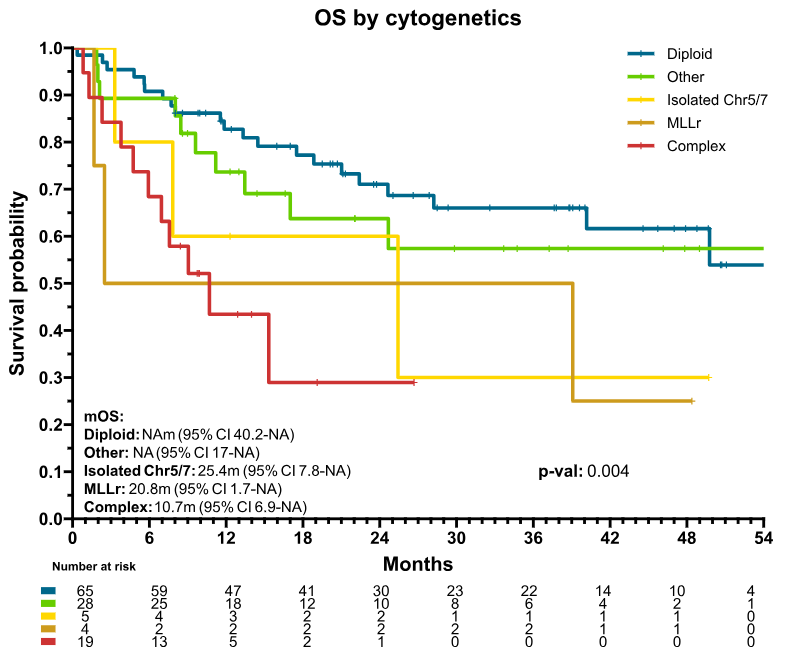 OS by cytogenetics
Diploid
Other
Isolated Chr5/7
MLLr
Complex
Survival probability
1.0
0.9
0.8
0.7
0.6
0.5
0.4
0.3
0.2
0.1
0.0
mOS:
Diploid: NAm (95% CI 40.2-NA)
Other: NA (95% CI 17-NA)
Isolated Chr5/7: 25.4m (95% CI 7.8-NA)
MLLr: 20.8m (95% CI 1.7-NA)
Complex: 10.7m (95% CI 6.9-NA)
p-val: 0.004
0 6 12 18 24 30 36 42 48 54
Months
Number at risk
65 59 47 41 30 23 22 14 10 4
28 25 18 12 10 8 6 4 2 1
5 4 3 2 2 1 1 1 1 0
4 2 2 2 2 2 2 1 1 0
19 13 5 2 1 0 0 0 0 0